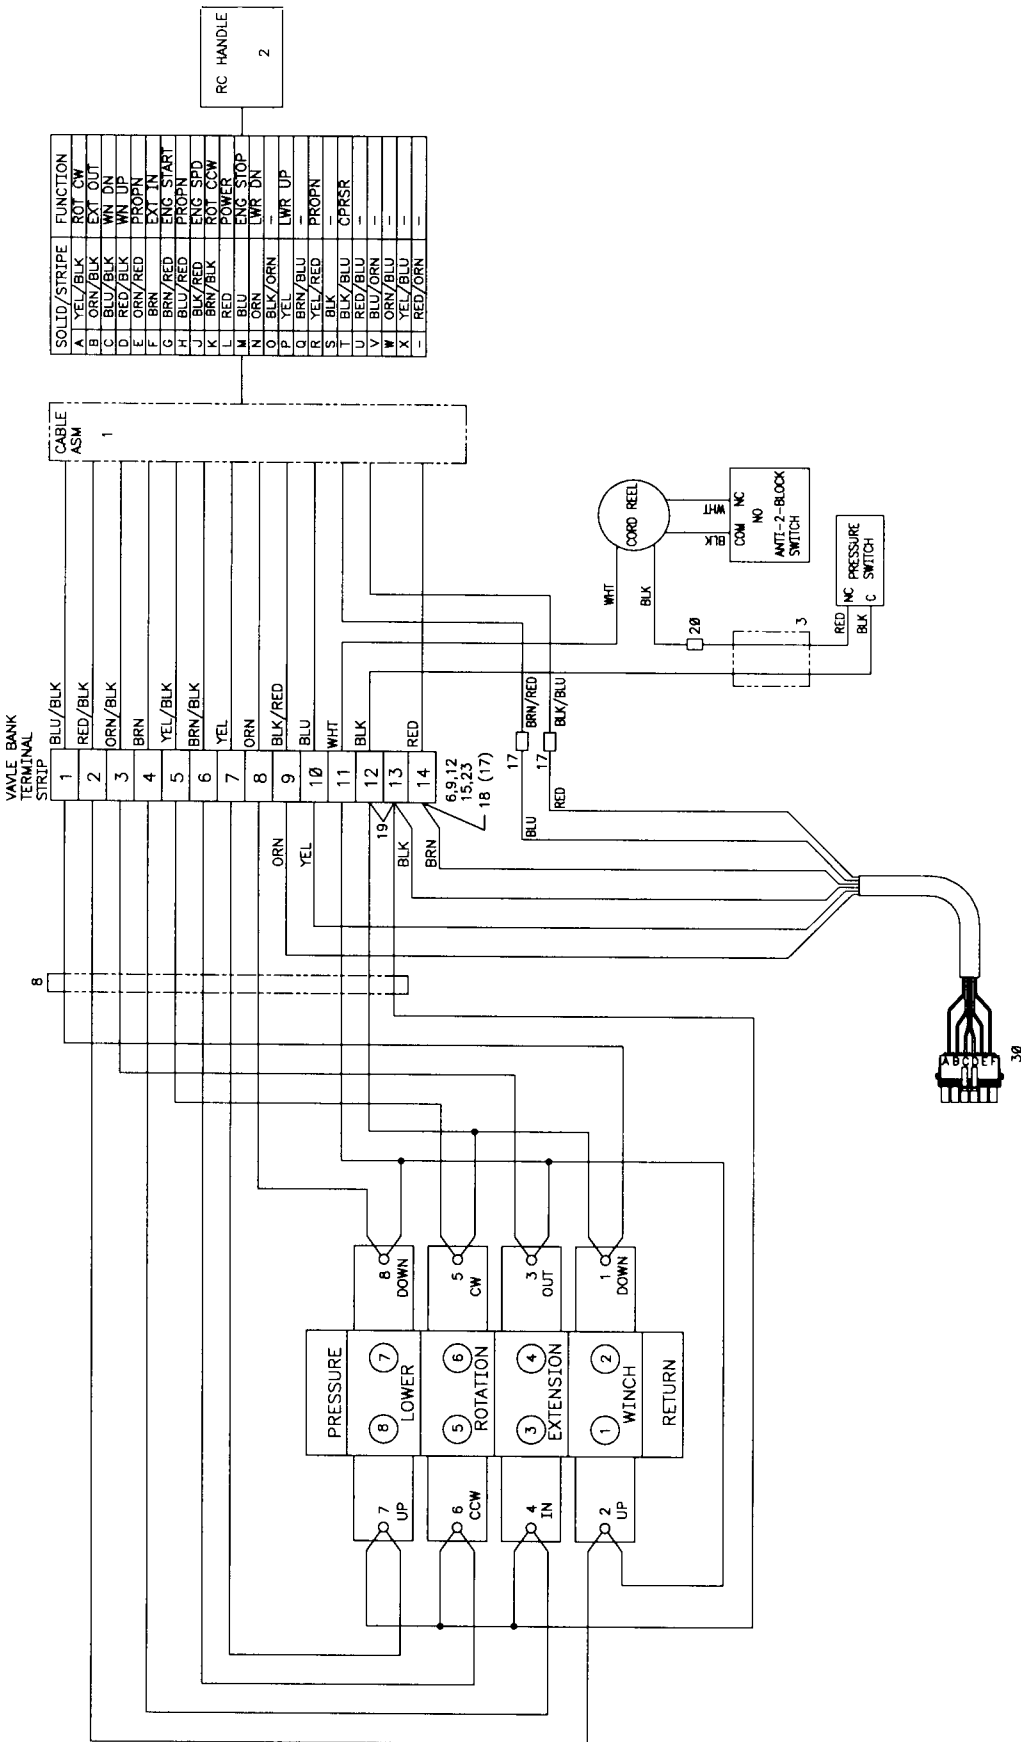 RC HANDLE
2
SOLID/STRIPE FUNCTION
A YEL/BLK ROT CW
B ORN/BLK EXT OUT
C BLU/BLK WN DN
D RED/BLK WN UP
E ORN/RED PROPN
F BRN EXT IN
G BRN/RED ENG START
H BLU/RED PROPN
J BLK/RED ENG SPD
K BRN/BLK ROT CCW
L RED POWER
M BLU ENG STOP
N ORN LWR DN
O BLK/ORN -
P YEL LWR UP
Q BRN/BLU -
R YEL/RED PROPN
S BLK -
T BLK/BLU CPRSR
U RED/BLU -
V BLU/ORN -
W ORN/BLU -
X YEL/BLU -
- RED/ORN -
CABLE
ASM
1
VAVLE BANK
TERMINAL
STRIP
1 BLU/BLK
2 RED/BLK
3 ORN/BLK
4 BRN
5 YEL/BLK
6 BRN/BLK
7 YEL
8 ORN
9 BLK/RED
10 BLU
11 WHT
12 BLK
13
14 RED
6,9,12
15,23
18 (17)
ORN
YEL
19
BLK
BRN
8
17
BRN/RED
BLU
17
BLK/BLU
RED
CORD REEL
WHT
BLK
BLK
WHT
COM NC
NO
ANTI-2-BLOCK
SWITCH
20
3
RED
BLK
NC PRESSURE
C SWITCH
A B C D E F
30
PRESSURE
7 UP
8 7
LOWER
8 DOWN
6 CCW
5 6
ROTATION
5 CW
4 IN
3 4
EXTENSION
3 OUT
2 UP
1 2
WINCH
1 DOWN
RETURN